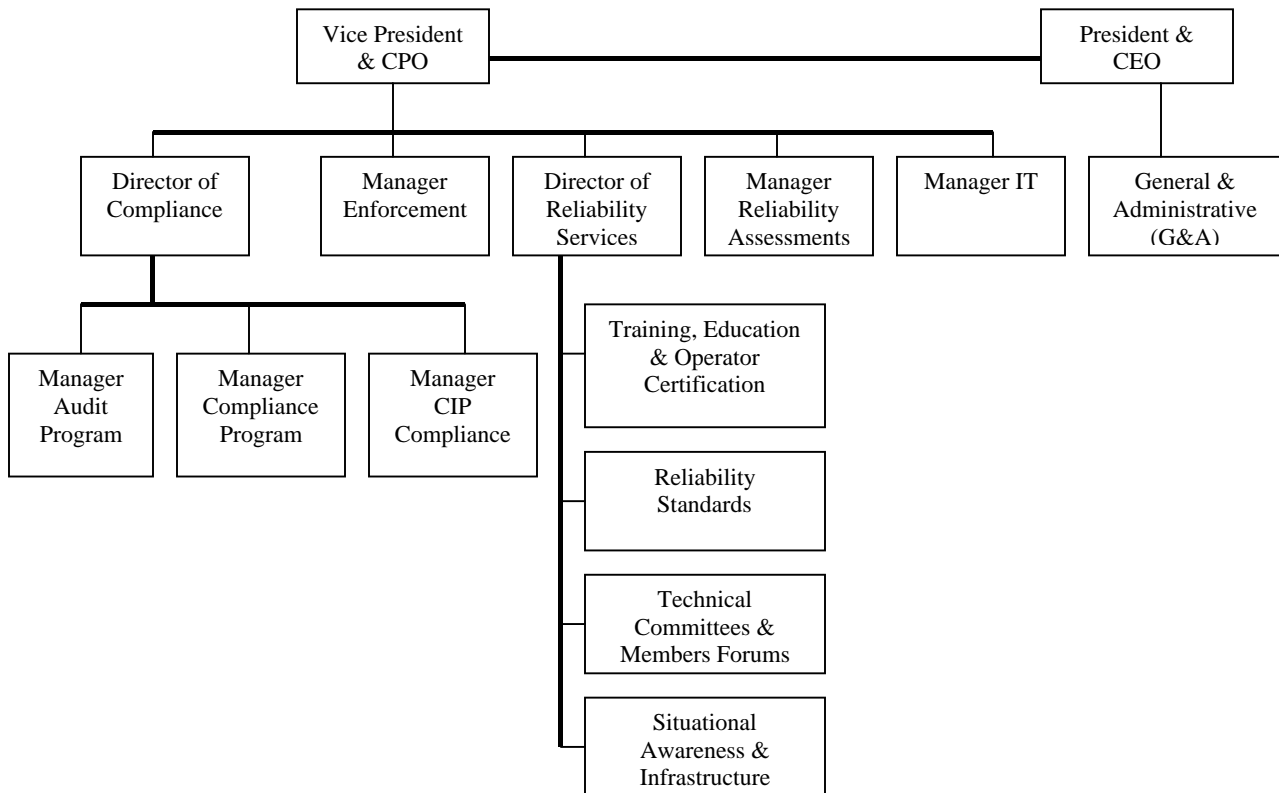 Vice President
& CPO
President &
CEO
Director of
Compliance
Manager
Enforcement
Director of
Reliability
Services
Manager
Reliability
Assessments
Manager IT
General &
Administrative
(G&A)
Training, Education
& Operator
Certification
Manager
Audit
Program
Manager
Compliance
Program
Manager
CIP
Compliance
Reliability
Standards
Technical
Committees &
Members Forums
Situational
Awareness &
Infrastructure